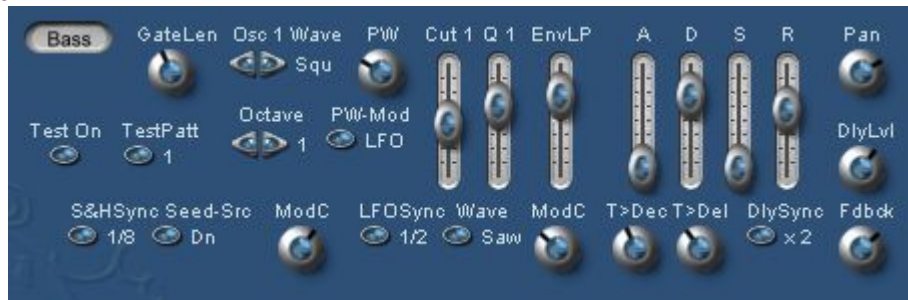 Bass GateLen Osc 1 Wave PW Cut 1 Q 1 EnvLP A D S R Pan
Squ
Test On TestPatt Octave PW-Mod DlyLvl
1 1 LFO
S&HSync Seed-Src ModC LFOSync Wave ModC T>Dec T>Del DlySync Fdbck
1/8 Dn 1/2 Saw x2